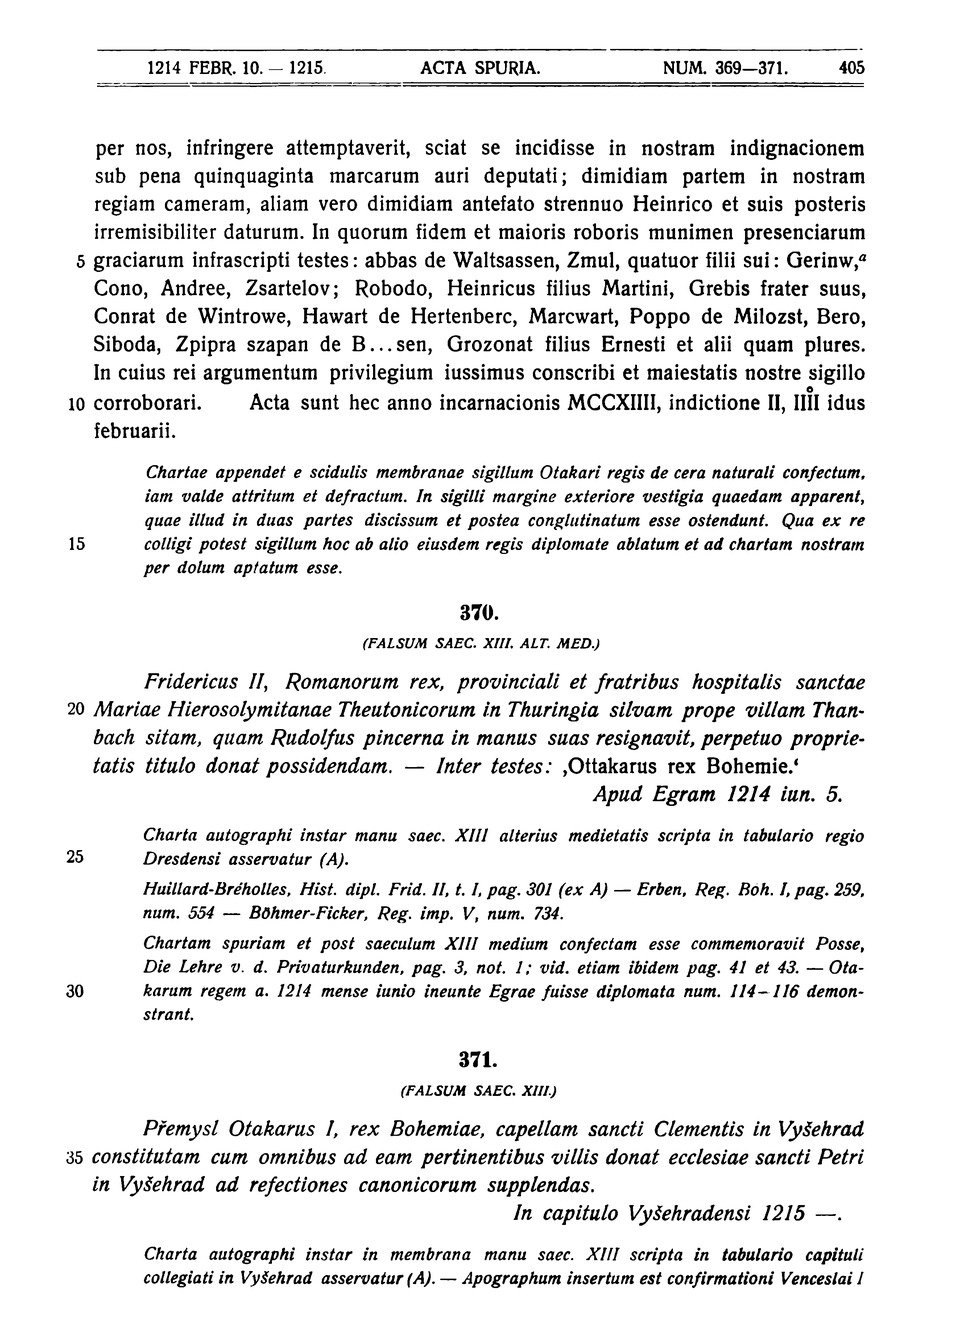 1214 FEBR. 10. — 1215. ACTA SPURIA. NUM. 369—371. 405
per nos, infringere attemptaverit, sciat se incidisse in nostram indignacionem
sub pena quinquaginta marcarum auri deputati; dimidiam partem in nostram
regiam cameram, aliam vero dimidiam antefato strennuo Heinrico et suis posteris
irremisibiliter daturum. In quorum fidem et maioris roboris munimen presenciarum
5 graciarum infrascripti testes: abbas de Waltsassen, Zmul, quatuor filii sui: Gerinw,ᵃ
Cono, Andree, Zsartelov; Robodo, Heinricus filius Martini, Grebis frater suus,
Conrat de Wintrowe, Hawart de Hertenberc, Marcwart, Poppo de Milozst, Bero,
Siboda, Zpipra szapan de B...sen, Grozonat filius Ernesti et alii quam plures.
In cuius rei argumentum privilegium iussimus conscribi et maiestatis nostre sigillo
10 corroborari. Acta sunt hec anno incarnacionis MCCXIIII, indictione II, IIII̊ idus
februarii.
Chartae appendet e scidulis membranae sigillum Otakari regis de cera naturali confectum,
iam valde attritum et defractum. In sigilli margine exteriore vestigia quaedam apparent,
quae illud in duas partes discissum et postea conglutinatum esse ostendunt. Qua ex re
15 colligi potest sigillum hoc ab alio eiusdem regis diplomate ablatum et ad chartam nostram
per dolum aptatum esse.
370.
(FALSUM SAEC. XIII. ALT. MED.)
Fridericus II, Romanorum rex, provinciali et fratribus hospitalis sanctae
20 Mariae Hierosolymitanae Theutonicorum in Thuringia silvam prope villam Than-
bach sitam, quam Rudolfus pincerna in manus suas resignavit, perpetuo proprie-
tatis titulo donat possidendam. — Inter testes: ‚Ottakarus rex Bohemie.‘
Apud Egram 1214 iun. 5.
Charta autographi instar manu saec. XIII alterius medietatis scripta in tabulario regio
25 Dresdensi asservatur (A).
Huillard-Bréholles, Hist. dipl. Frid. II, t. I, pag. 301 (ex A) — Erben, Reg. Boh. I, pag. 259,
num. 554 — Böhmer-Ficker, Reg. imp. V, num. 734.
Chartam spuriam et post saeculum XIII medium confectam esse commemoravit Posse,
Die Lehre v. d. Privaturkunden, pag. 3, not. 1; vid. etiam ibidem pag. 41 et 43. — Ota-
30 karum regem a. 1214 mense iunio ineunte Egrae fuisse diplomata num. 114–116 demon-
strant.
371.
(FALSUM SAEC. XIII.)
Přemysl Otakarus I, rex Bohemiae, capellam sancti Clementis in Vyšehrad
35 constitutam cum omnibus ad eam pertinentibus villis donat ecclesiae sancti Petri
in Vyšehrad ad refectiones canonicorum supplendas.
In capitulo Vyšehradensi 1215 —.
Charta autographi instar in membrana manu saec. XIII scripta in tabulario capituli
collegiati in Vyšehrad asservatur (A). — Apographum insertum est confirmationi Venceslai I